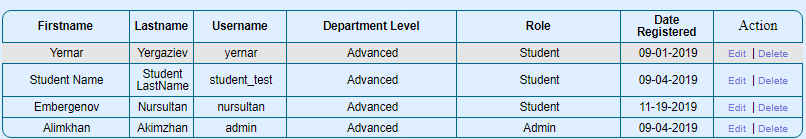 Firstname Lastname Username Department Level Role Date Registered Action
Yernar Yergaziev yernar Advanced Student 09-01-2019 Edit | Delete
Student Name Student LastName student_test Advanced Student 09-04-2019 Edit | Delete
Embergenov Nursultan nursultan Advanced Student 11-19-2019 Edit | Delete
Alimkhan Akimzhan admin Advanced Admin 09-04-2019 Edit | Delete